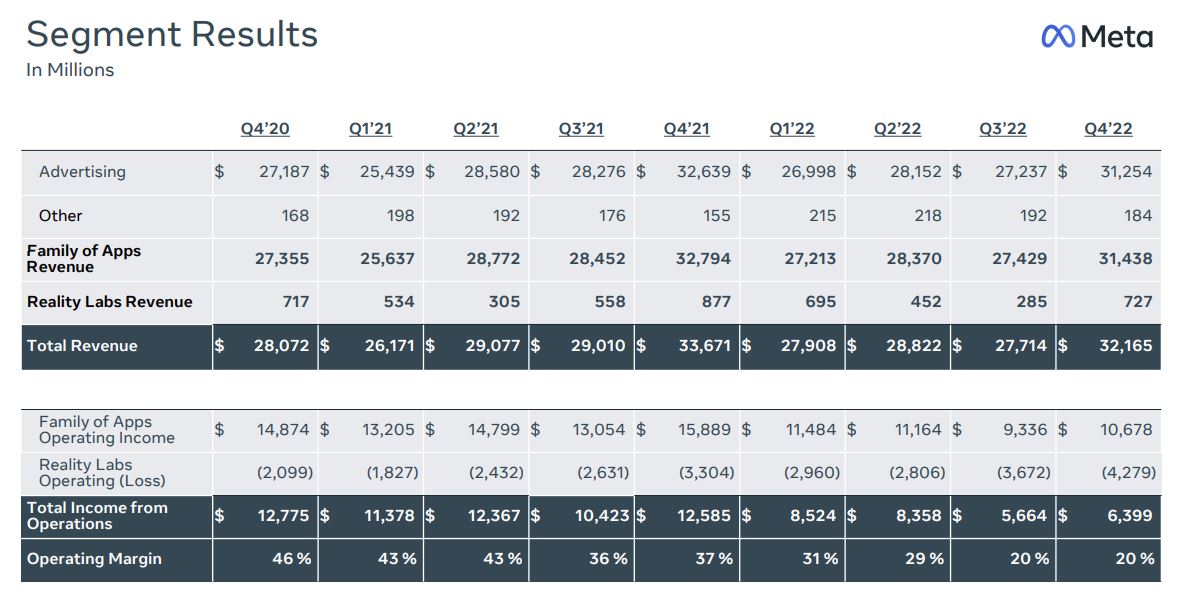 Segment Results
Meta
In Millions
Q4’20 Q1’21 Q2’21 Q3’21 Q4’21 Q1’22 Q2’22 Q3’22 Q4’22
Advertising $ 27,187 $ 25,439 $ 28,580 $ 28,276 $ 32,639 $ 26,998 $ 28,152 $ 27,237 $ 31,254
Other 168 198 192 176 155 215 218 192 184
Family of Apps
Revenue 27,355 25,637 28,772 28,452 32,794 27,213 28,370 27,429 31,438
Reality Labs Revenue 717 534 305 558 877 695 452 285 727
Total Revenue $ 28,072 $ 26,171 $ 29,077 $ 29,010 $ 33,671 $ 27,908 $ 28,822 $ 27,714 $ 32,165
Family of Apps
Operating Income $ 14,874 $ 13,205 $ 14,799 $ 13,054 $ 15,889 $ 11,484 $ 11,164 $ 9,336 $ 10,678
Reality Labs
Operating (Loss) (2,099) (1,827) (2,432) (2,631) (3,304) (2,960) (2,806) (3,672) (4,279)
Total Income from
Operations $ 12,775 $ 11,378 $ 12,367 $ 10,423 $ 12,585 $ 8,524 $ 8,358 $ 5,664 $ 6,399
Operating Margin 46 % 43 % 43 % 36 % 37 % 31 % 29 % 20 % 20 %